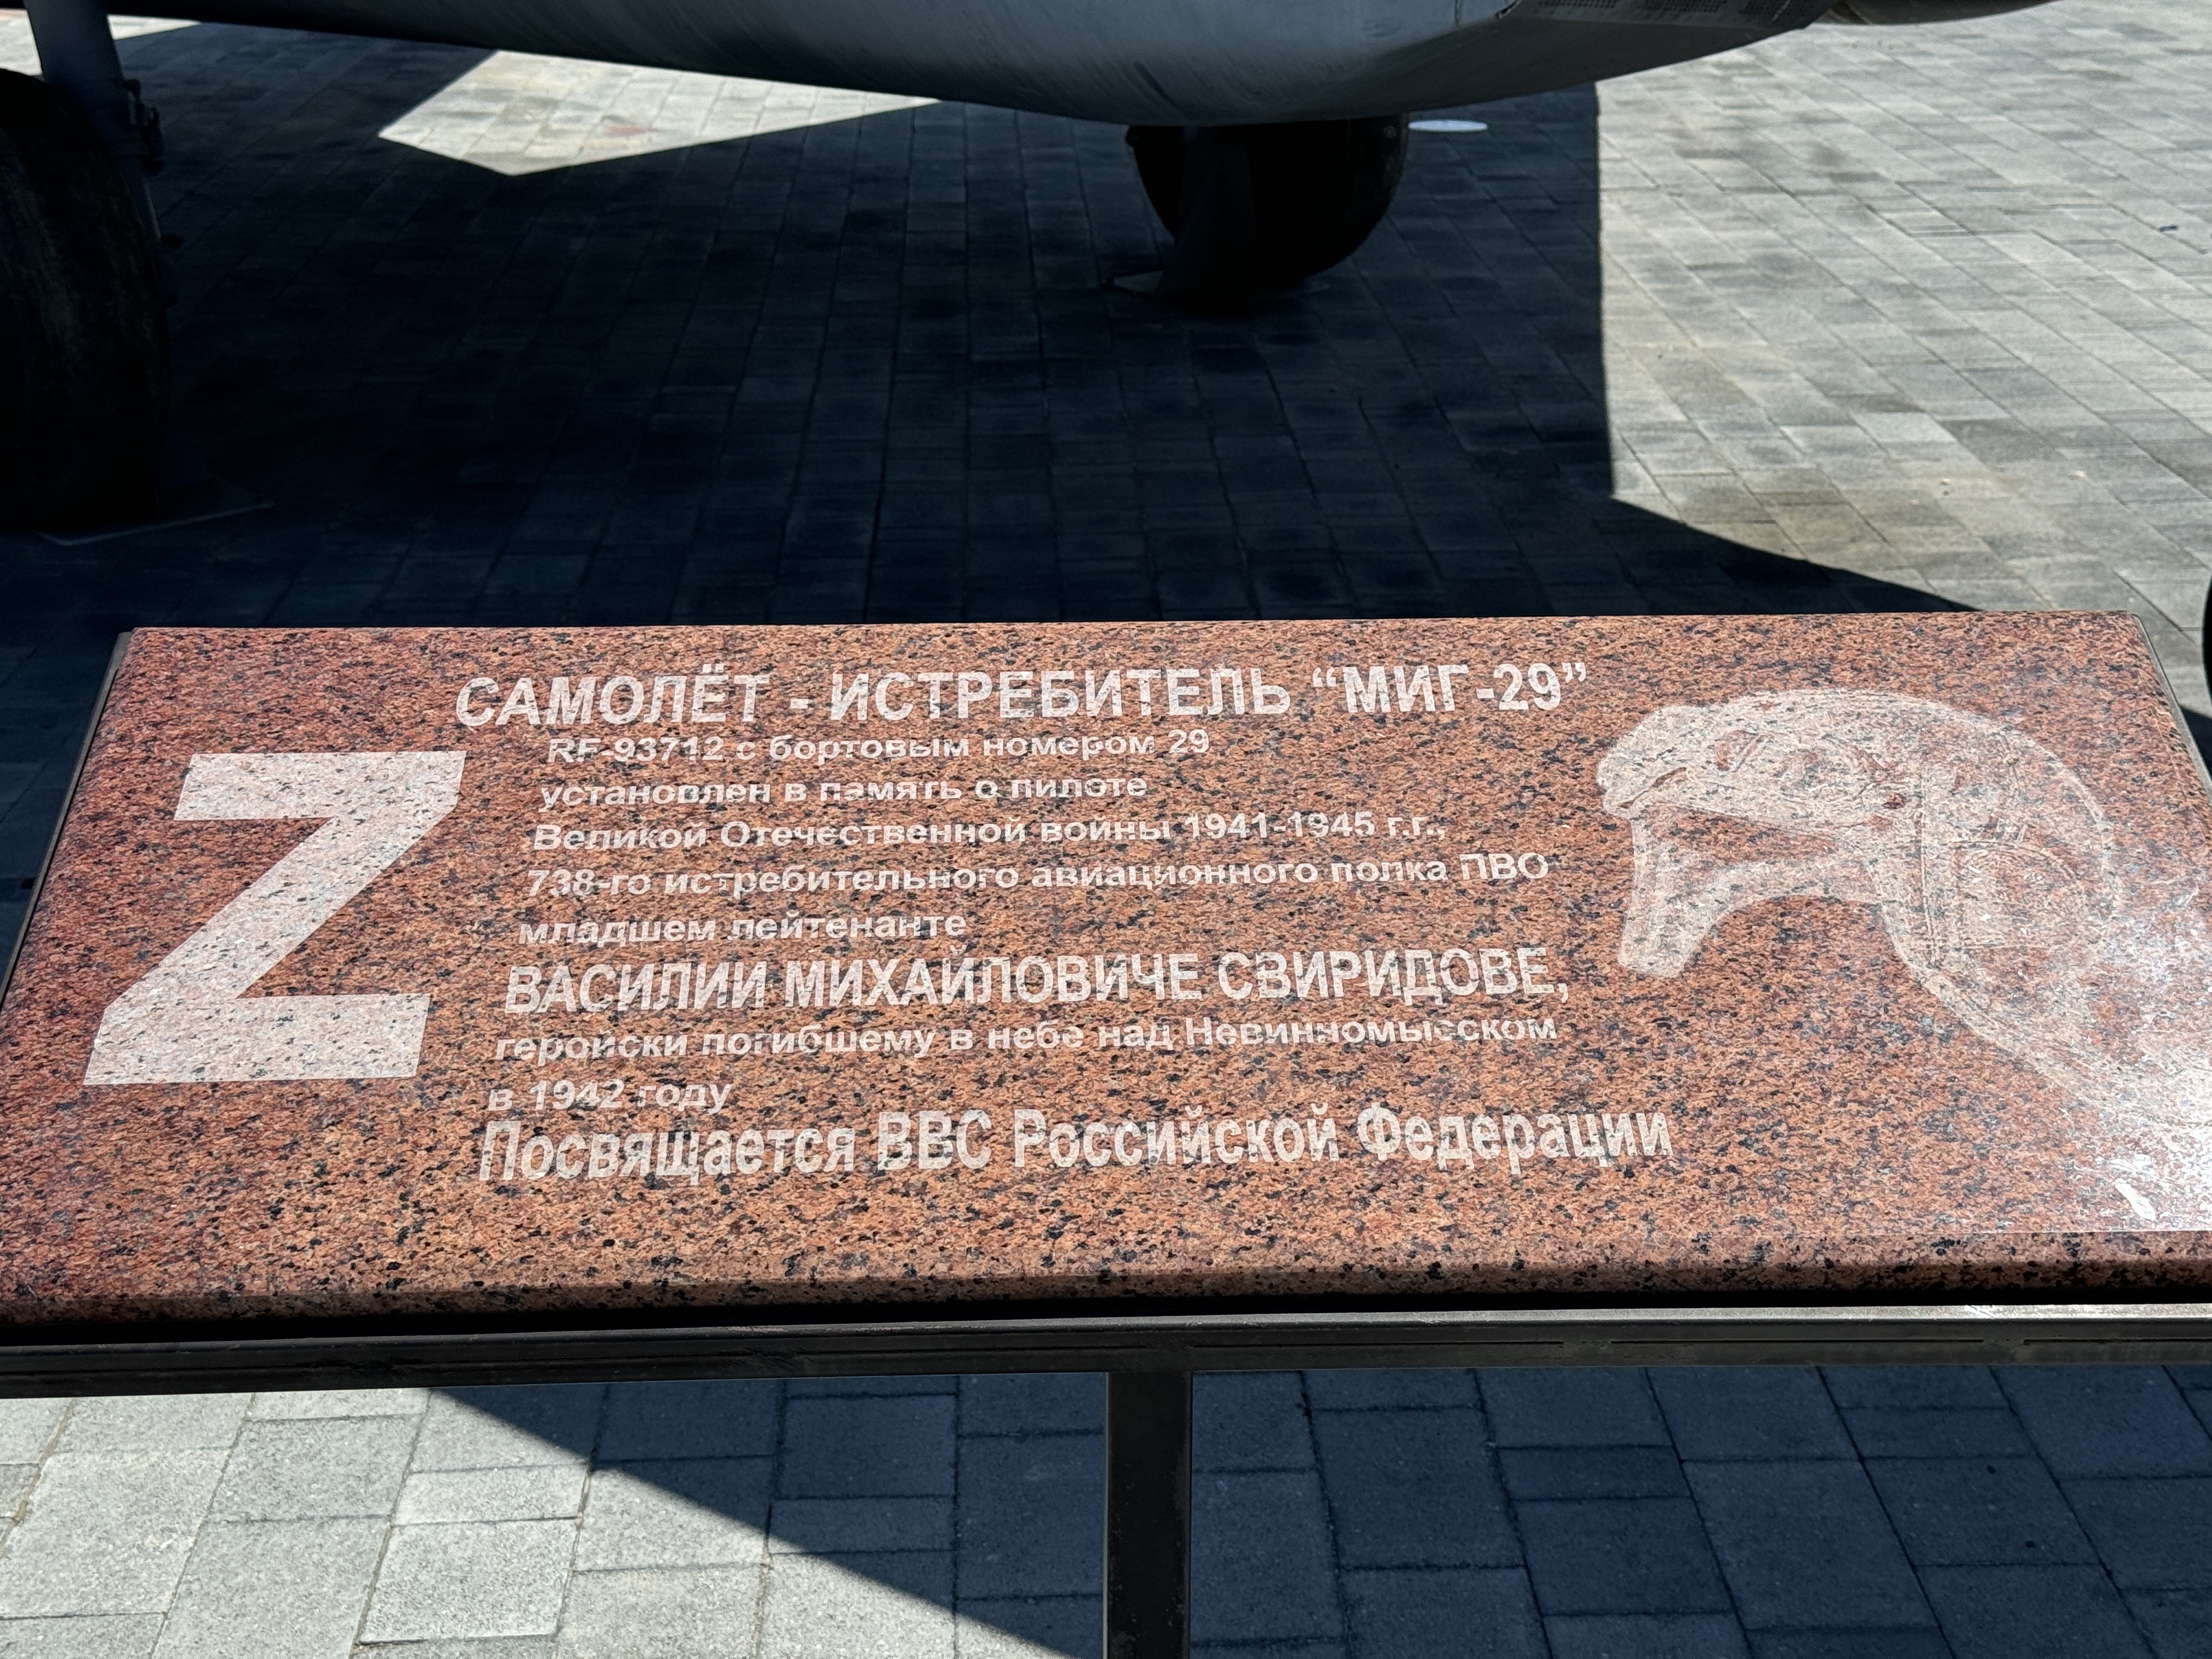 САМОЛЁТ - ИСТРЕБИТЕЛЬ “МИГ-29”
RF-93712 с бортовым номером 29
установлен в память о пилоте
Великой Отечественной войны 1941-1945 г.г.,
738-го истребительного авиационного полка ПВО
младшем лейтенанте
ВАСИЛИИ МИХАЙЛОВИЧЕ СВИРИДОВЕ,
геройски погибшему в небе над Невинномысском
в 1942 году
Посвящается ВВС Российской Федерации
Z